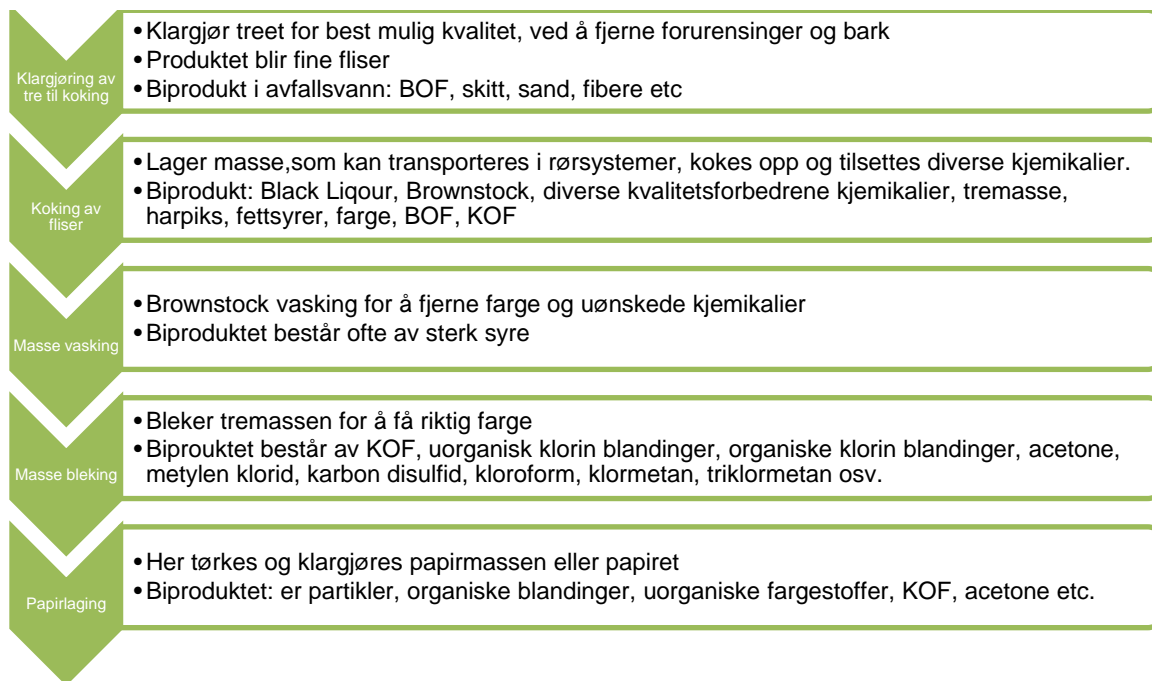 Klargjøring av
tre til koking
•Klargjør treet for best mulig kvalitet, ved å fjerne forurensinger og bark
•Produktet blir fine fliser
•Biprodukt i avfallsvann: BOF, skitt, sand, fibere etc
Koking av
fliser
•Lager masse,som kan transporteres i rørsystemer, kokes opp og tilsettes diverse kjemikalier.
•Biprodukt: Black Liqour, Brownstock, diverse kvalitetsforbedrene kjemikalier, tremasse,
harpiks, fettsyrer, farge, BOF, KOF
Masse vasking
•Brownstock vasking for å fjerne farge og uønskede kjemikalier
•Biproduktet består ofte av sterk syre
Masse bleking
•Bleker tremassen for å få riktig farge
•Biprouktet består av KOF, uorganisk klorin blandinger, organiske klorin blandinger, acetone,
metylen klorid, karbon disulfid, kloroform, klormetan, triklormetan osv.
Papirlaging
•Her tørkes og klargjøres papirmassen eller papiret
•Biproduktet: er partikler, organiske blandinger, uorganiske fargestoffer, KOF, acetone etc.